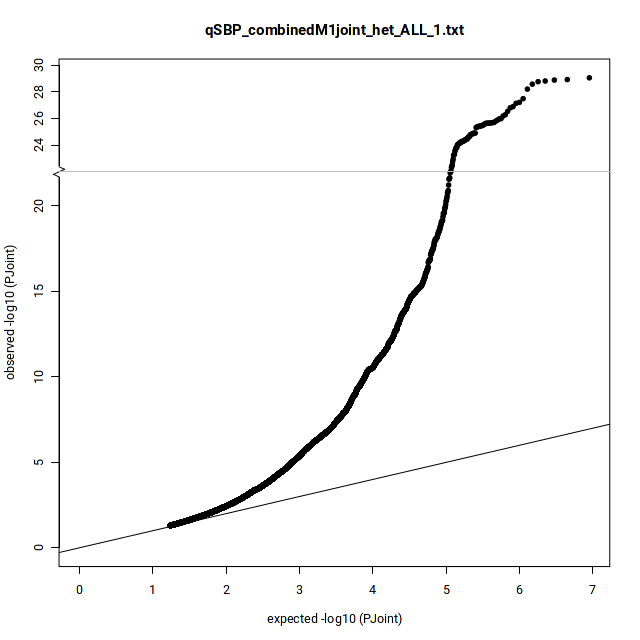 qSBP_combinedM1joint_het_ALL_1.txt
30
28
26
24
20
15
10
5
0
observed -log10 (PJoint)
0 1 2 3 4 5 6 7
expected -log10 (PJoint)